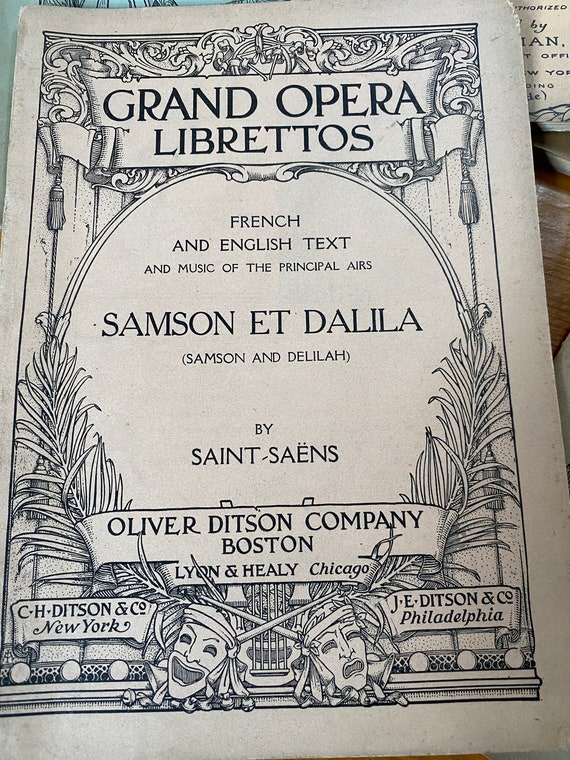 GRAND OPERA
LIBRETTOS
FRENCH
AND ENGLISH TEXT
AND MUSIC OF THE PRINCIPAL AIRS
SAMSON ET DALILA
(SAMSON AND DELILAH)
BY
SAINT-SAËNS
OLIVER DITSON COMPANY
BOSTON
LYON & HEALY Chicago
C·H·DITSON & Co
New York
J·E·DITSON & Co
Philadelphia
by